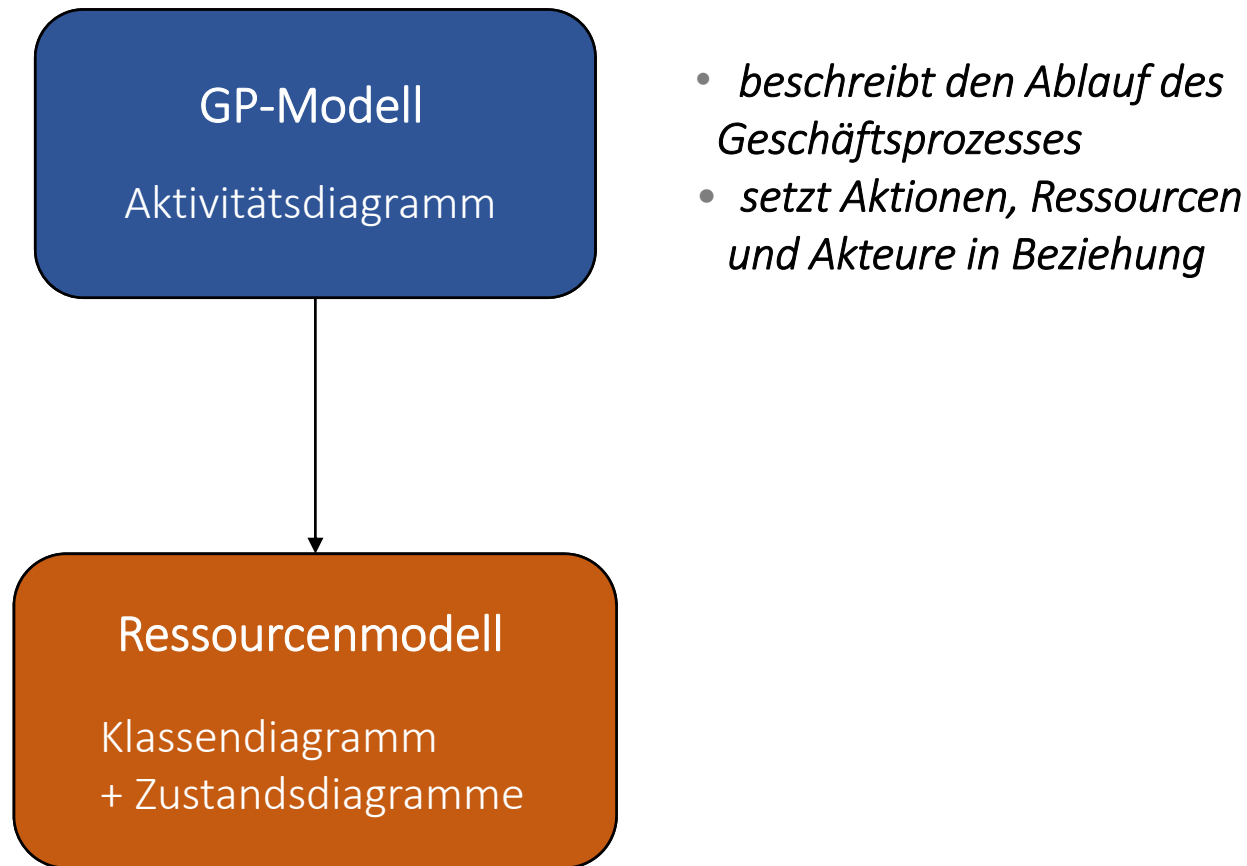 GP-Modell
Aktivitätsdiagramm
• beschreibt den Ablauf des
Geschäftsprozesses
• setzt Aktionen, Ressourcen
und Akteure in Beziehung
Ressourcenmodell
Klassendiagramm
+ Zustandsdiagramme